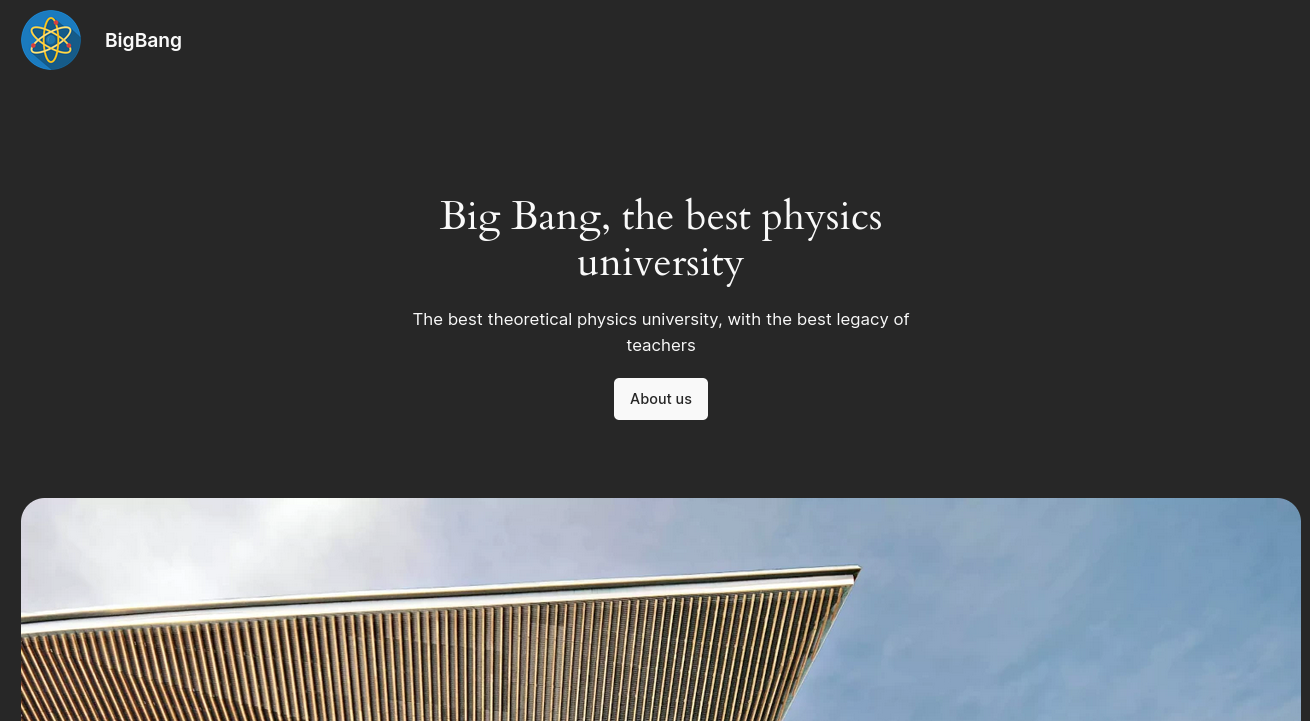 BigBang
Big Bang, the best physics
university
The best theoretical physics university, with the best legacy of
teachers
About us